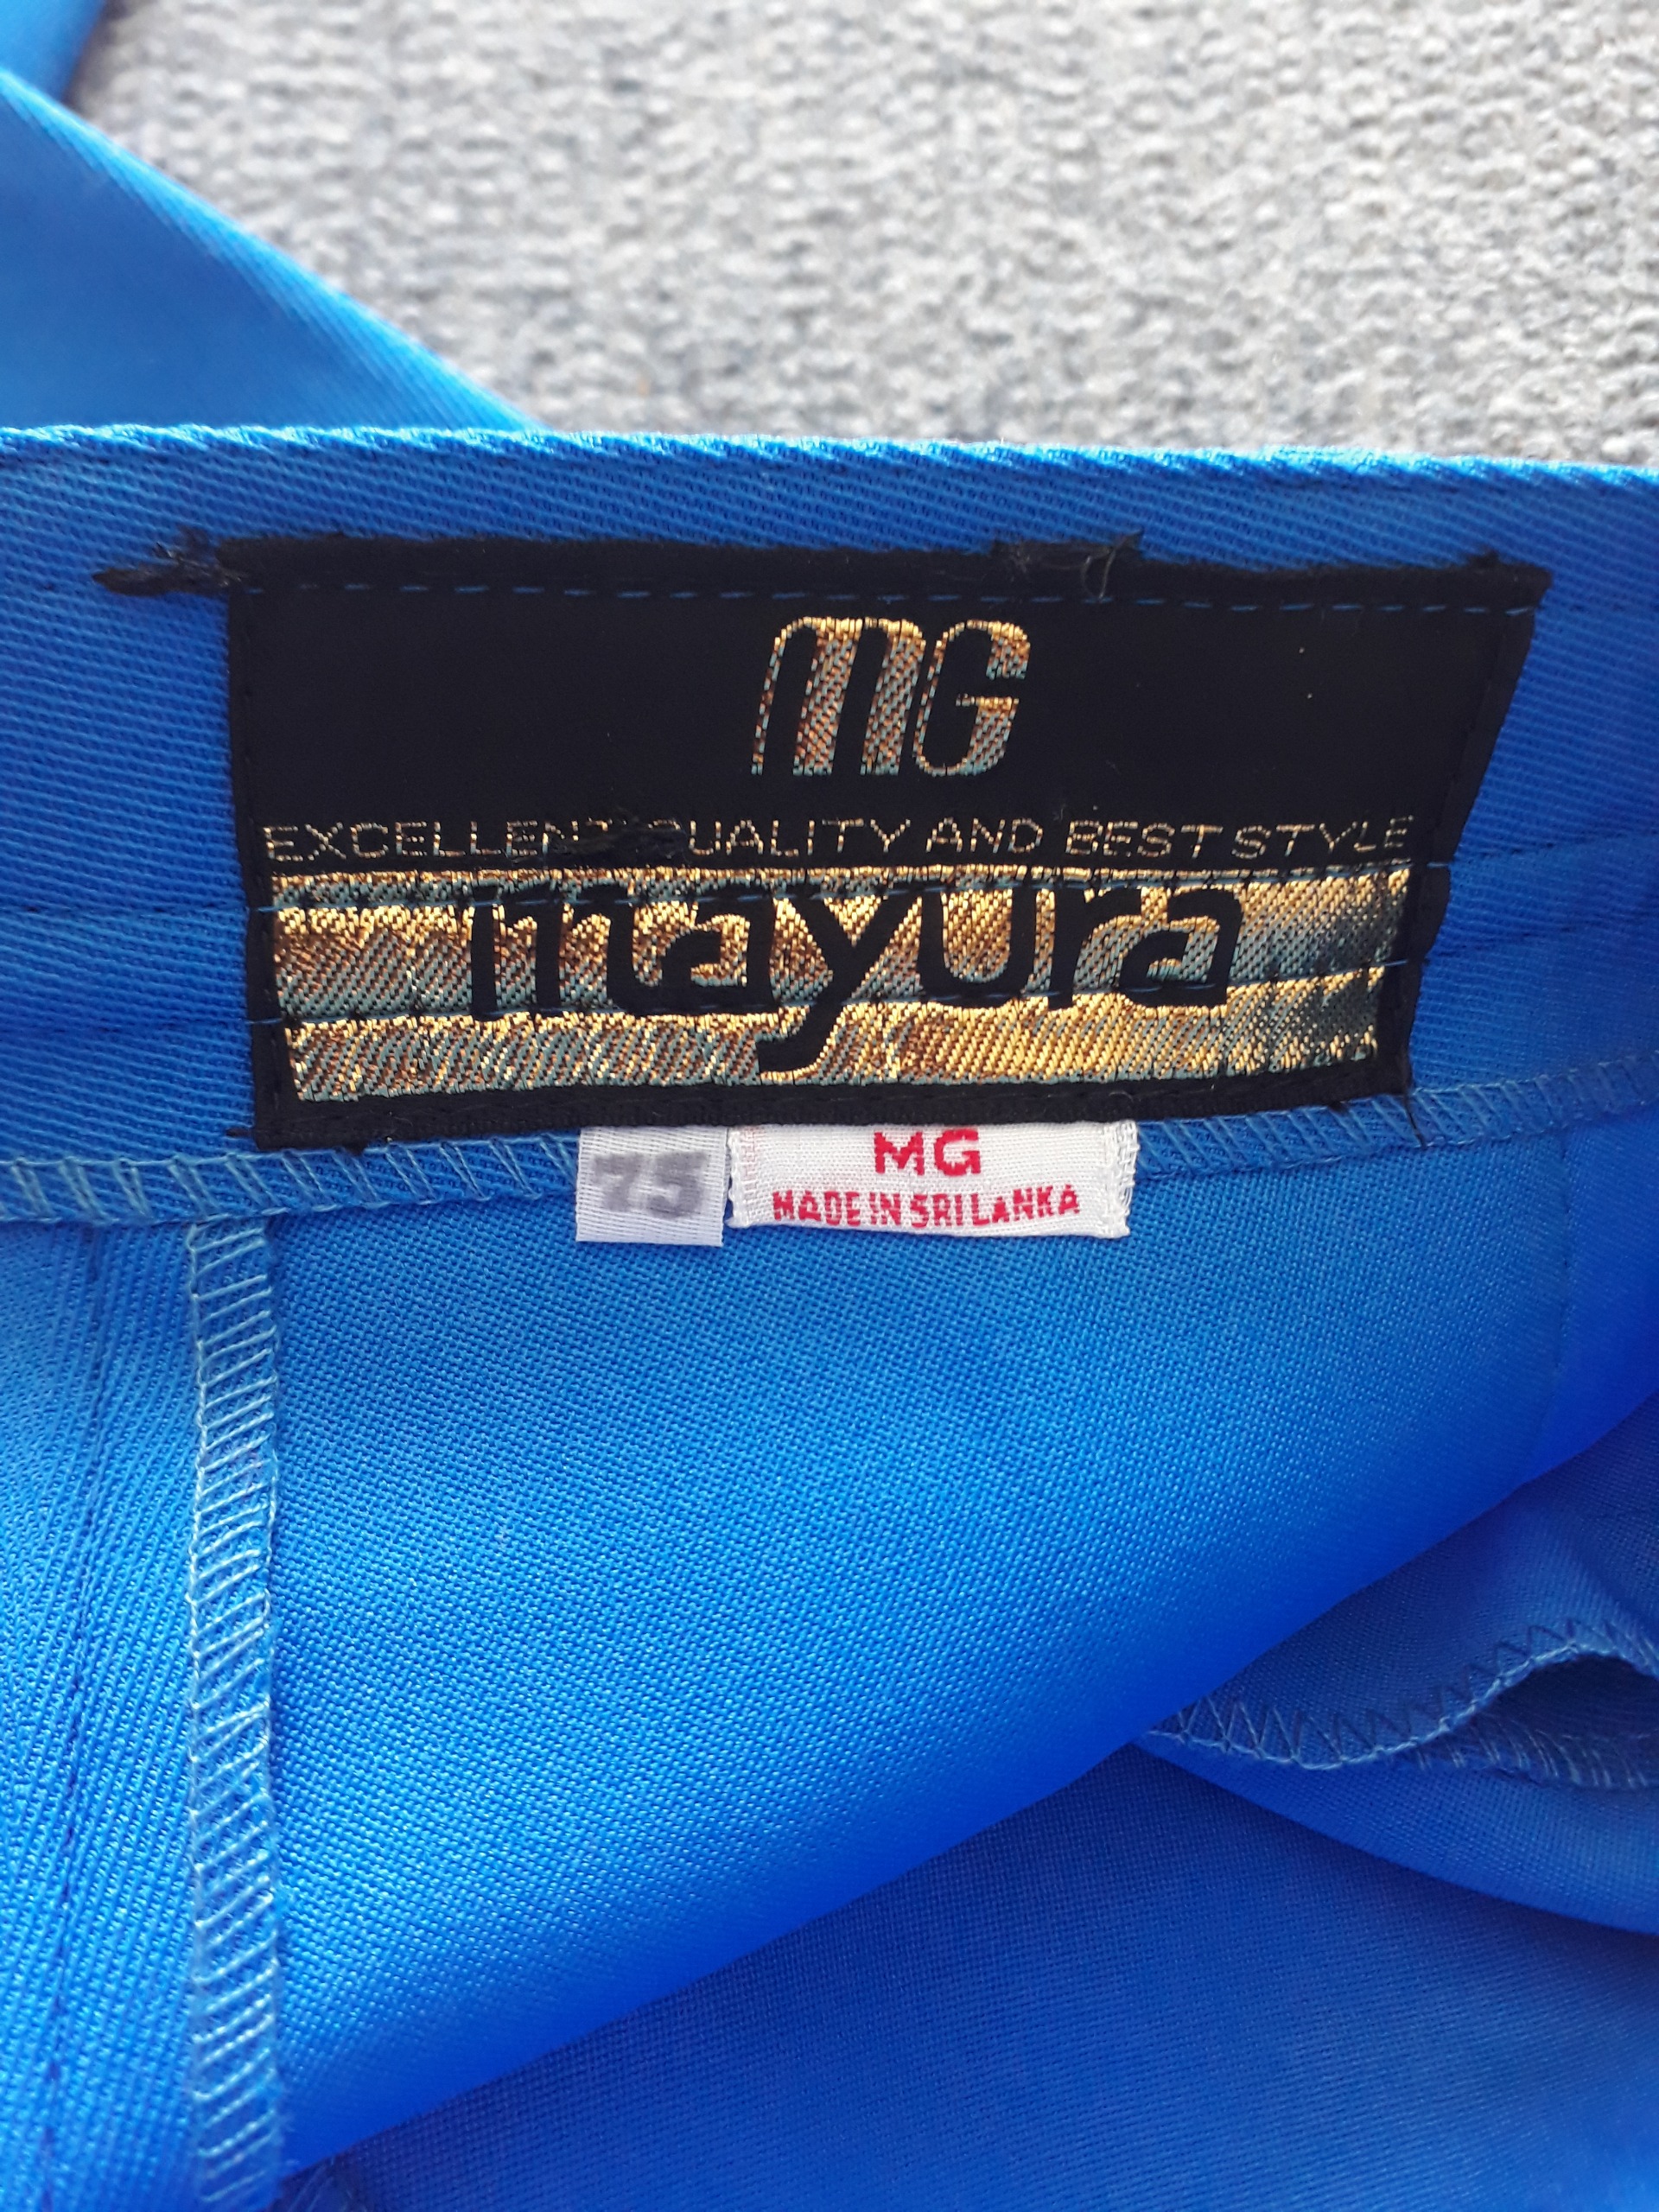 MG
EXCELLENT QUALITY AND BEST STYLE
mayura
75
MG
MADE IN SRI LANKA